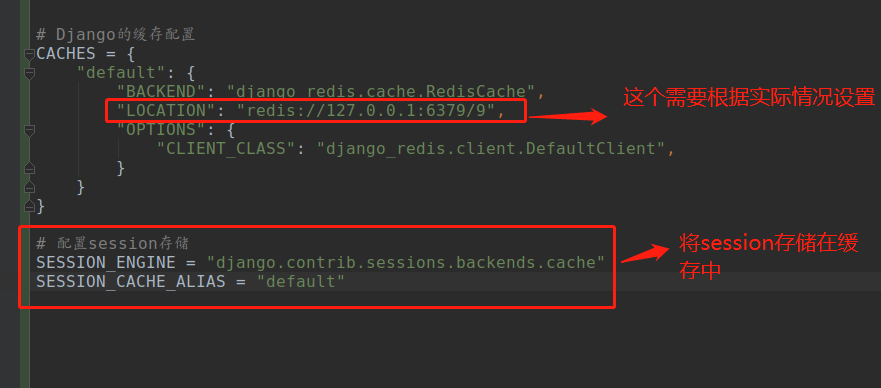 # Django的缓存配置
CACHES = {
"default": {
"BACKEND": "django_redis.cache.RedisCache",
"LOCATION": "redis://127.0.0.1:6379/9",
这个需要根据实际情况设置
"OPTIONS": {
"CLIENT_CLASS": "django_redis.client.DefaultClient",
}
}
}
# 配置session存储
SESSION_ENGINE = "django.contrib.sessions.backends.cache"
SESSION_CACHE_ALIAS = "default"
将session存储在缓
存中